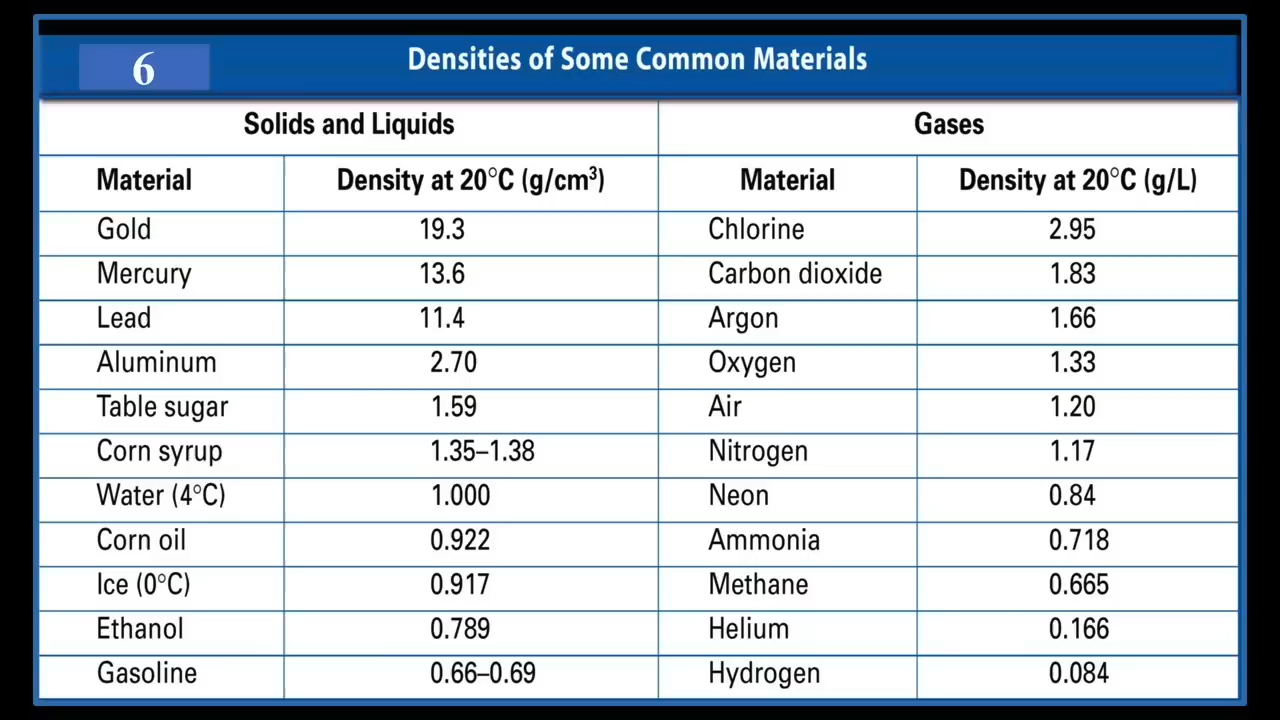 6
Densities of Some Common Materials
Solids and Liquids Gases
Material Density at 20°C (g/cm³) Material Density at 20°C (g/L)
Gold 19.3 Chlorine 2.95
Mercury 13.6 Carbon dioxide 1.83
Lead 11.4 Argon 1.66
Aluminum 2.70 Oxygen 1.33
Table sugar 1.59 Air 1.20
Corn syrup 1.35–1.38 Nitrogen 1.17
Water (4°C) 1.000 Neon 0.84
Corn oil 0.922 Ammonia 0.718
Ice (0°C) 0.917 Methane 0.665
Ethanol 0.789 Helium 0.166
Gasoline 0.66–0.69 Hydrogen 0.084